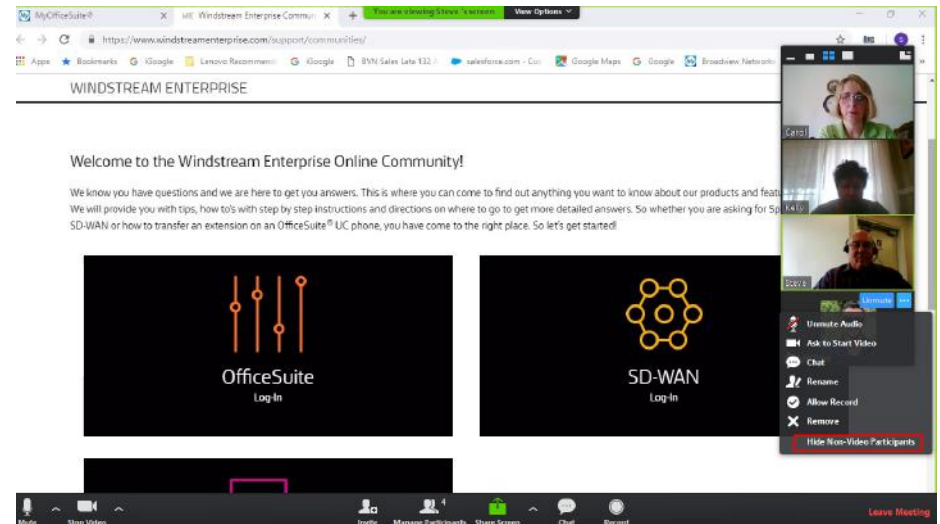 MyOfficeSuite®
WE Windstream Enterprise Commun
You are viewing Steve 's screen
View Options
https://www.windstreamenterprise.com/support/communities/
Apps
Bookmarks
Google
Lenovo Recommen
Google
BVN Sales Lata 132
salesforce.com - Cu
Google Maps
Google
Broadview Network
WINDSTREAM ENTERPRISE
Welcome to the Windstream Enterprise Online Community!
We know you have questions and we are here to get you answers. This is where you can come to find out anything you want to know about our products and featu
We will provide you with tips, how to's with step by step instructions and directions on where to go to get more detailed answers. So whether you are asking for Sp
SD-WAN or how to transfer an extension on an OfficeSuite® UC phone, you have come to the right place. So let's get started!
OfficeSuite
Log-In
SD-WAN
Log-In
Carol
Kelly
Steve
Unmute
Unmute Audio
Ask to Start Video
Chat
Rename
Allow Record
Remove
Hide Non-Video Participants
Mute
Stop Video
Invite
4
Manage Participants
Share Screen
Chat
Record
Leave Meeting